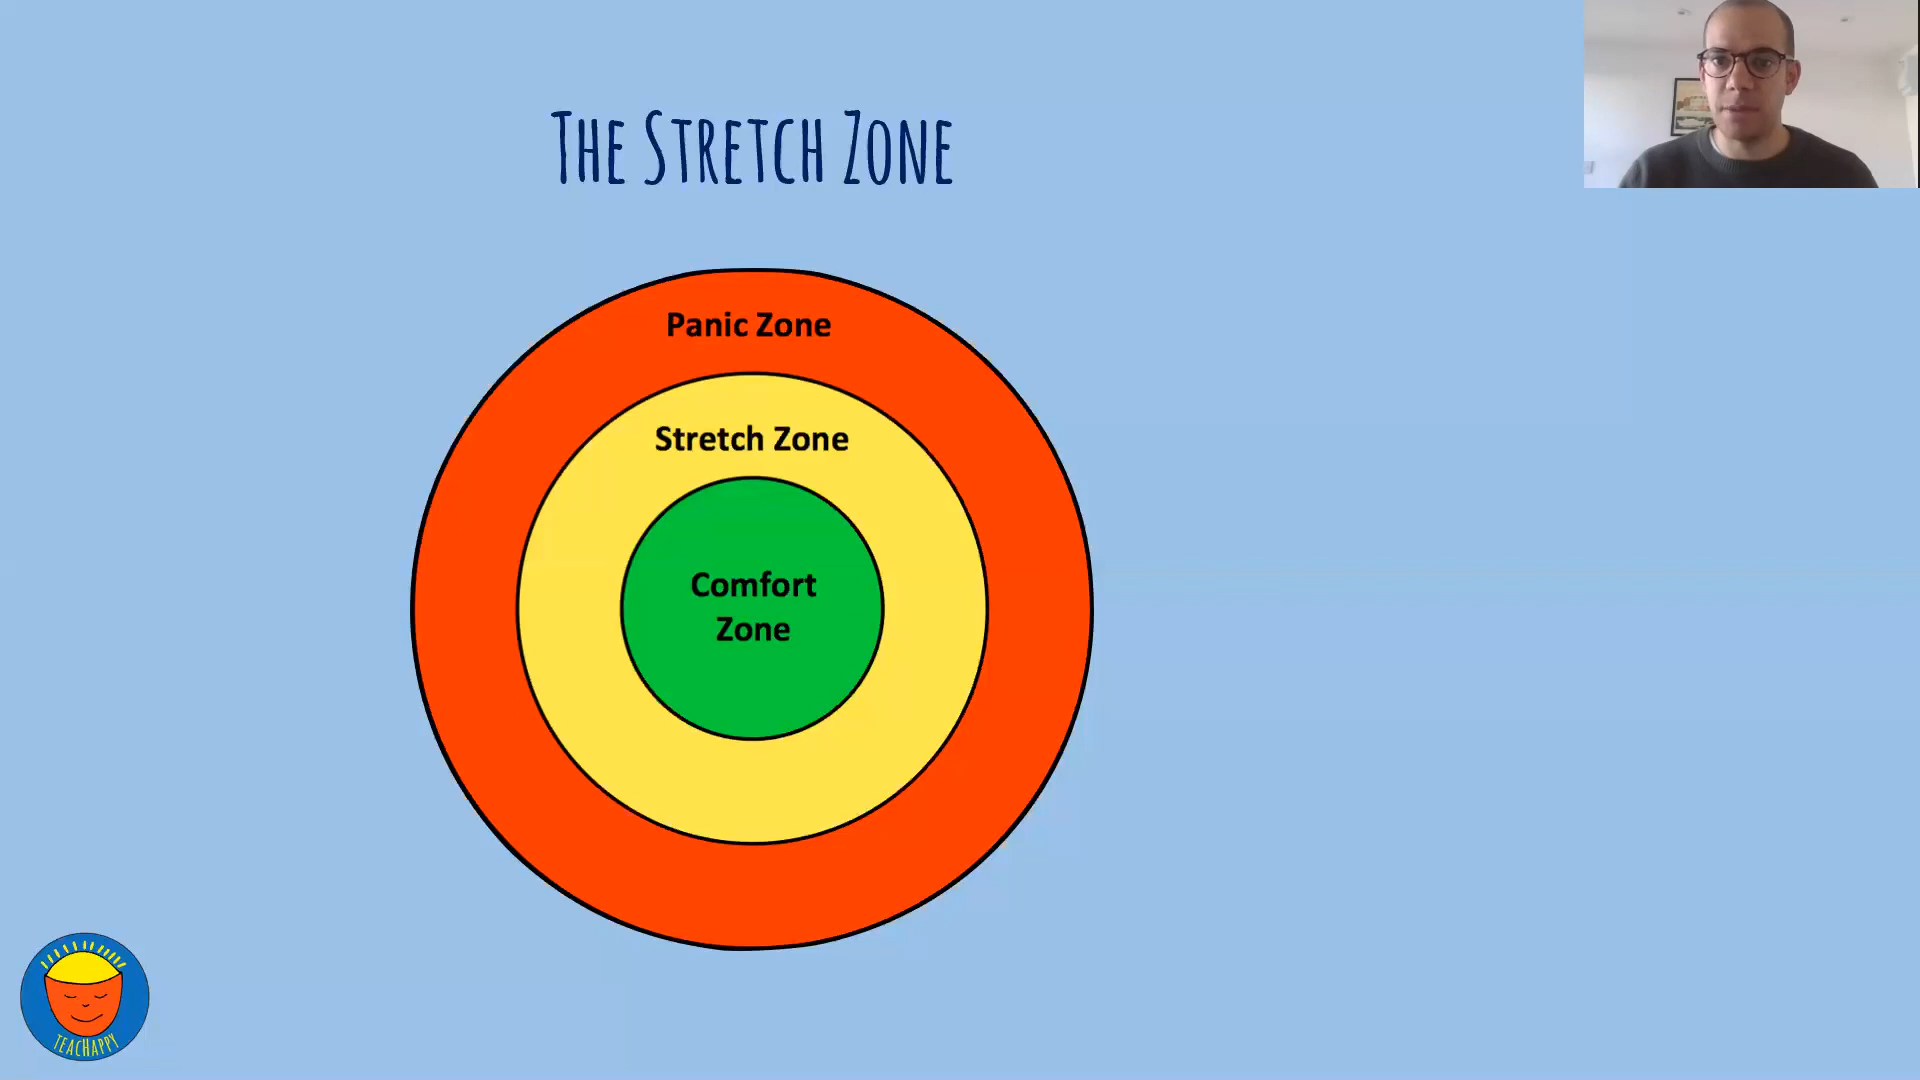 The Stretch Zone
Panic Zone
Stretch Zone
Comfort
Zone
TeacHappy